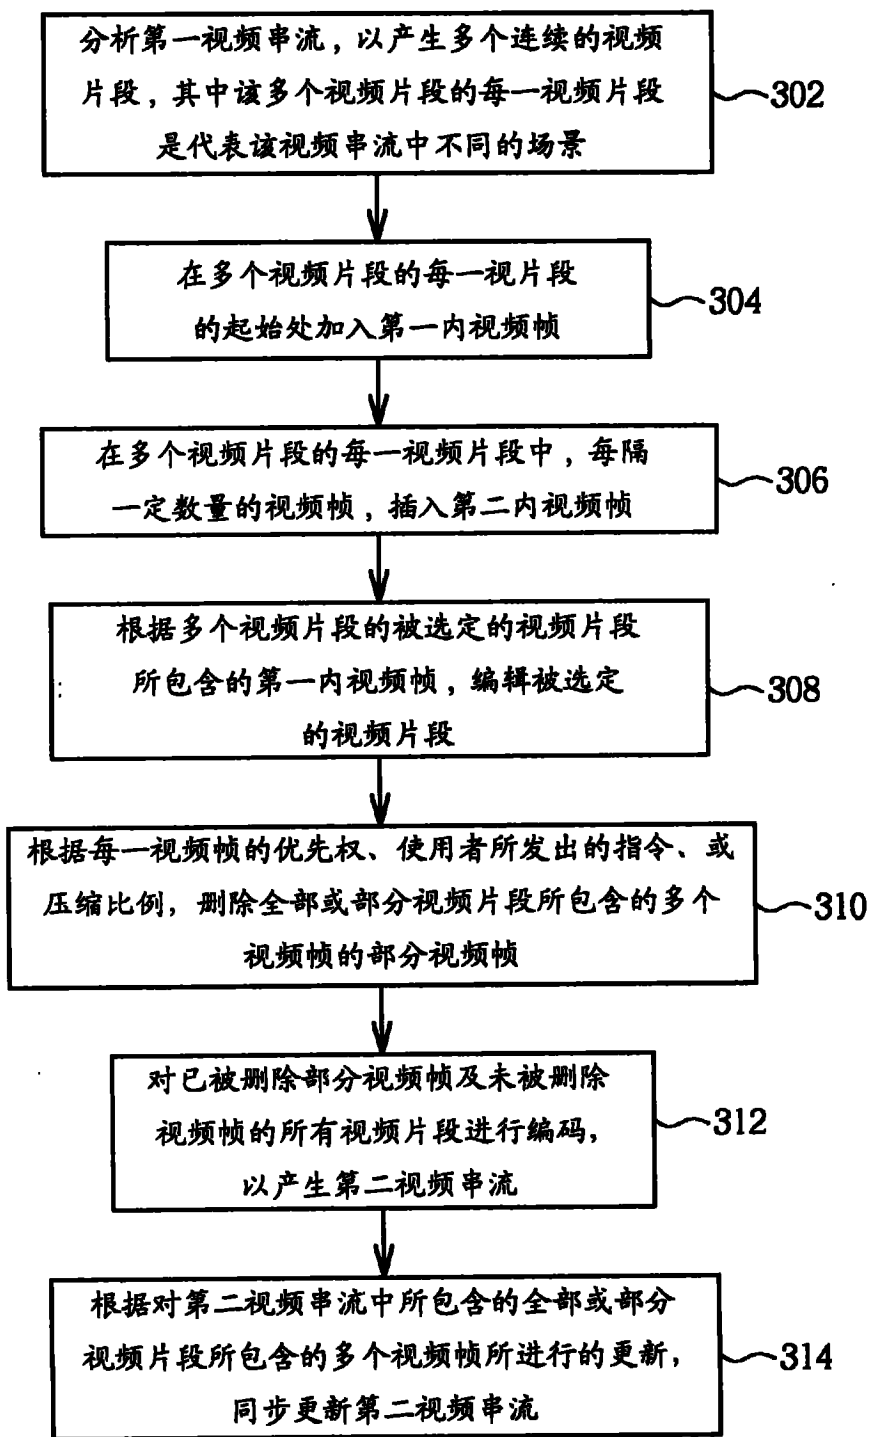 分析第一视频串流，以产生多个连续的视频
片段，其中该多个视频片段的每一视频片段
是代表该视频串流中不同的场景
302
在多个视频片段的每一视片段
的起始处加入第一内视频帧
304
在多个视频片段的每一视频片段中，每隔
一定数量的视频帧，插入第二内视频帧
306
根据多个视频片段的被选定的视频片段
所包含的第一内视频帧，编辑被选定
的视频片段
308
根据每一视频帧的优先权、使用者所发出的指令、或
压缩比例，删除全部或部分视频片段所包含的多个
视频帧的部分视频帧
310
对已被删除部分视频帧及未被删除
视频帧的所有视频片段进行编码，
以产生第二视频串流
312
根据对第二视频串流中所包含的全部或部分
视频片段所包含的多个视频帧所进行的更新，
同步更新第二视频串流
314